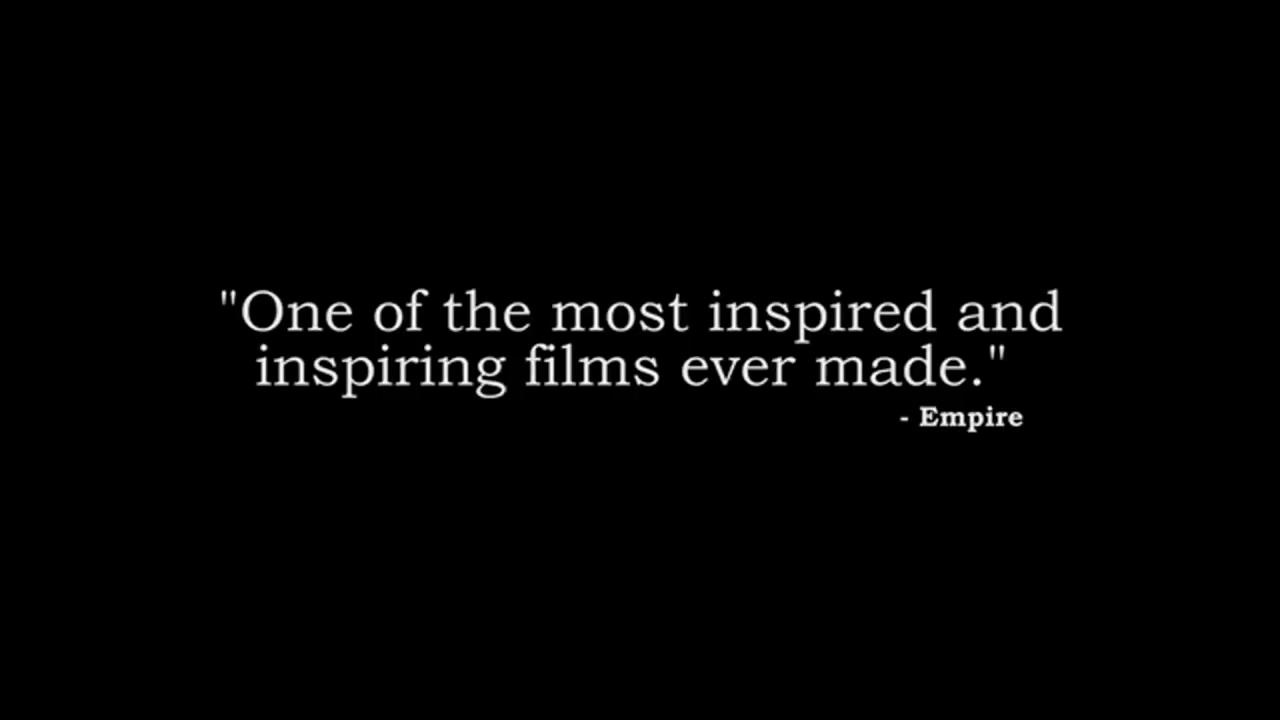 "One of the most inspired and
inspiring films ever made."
- Empire